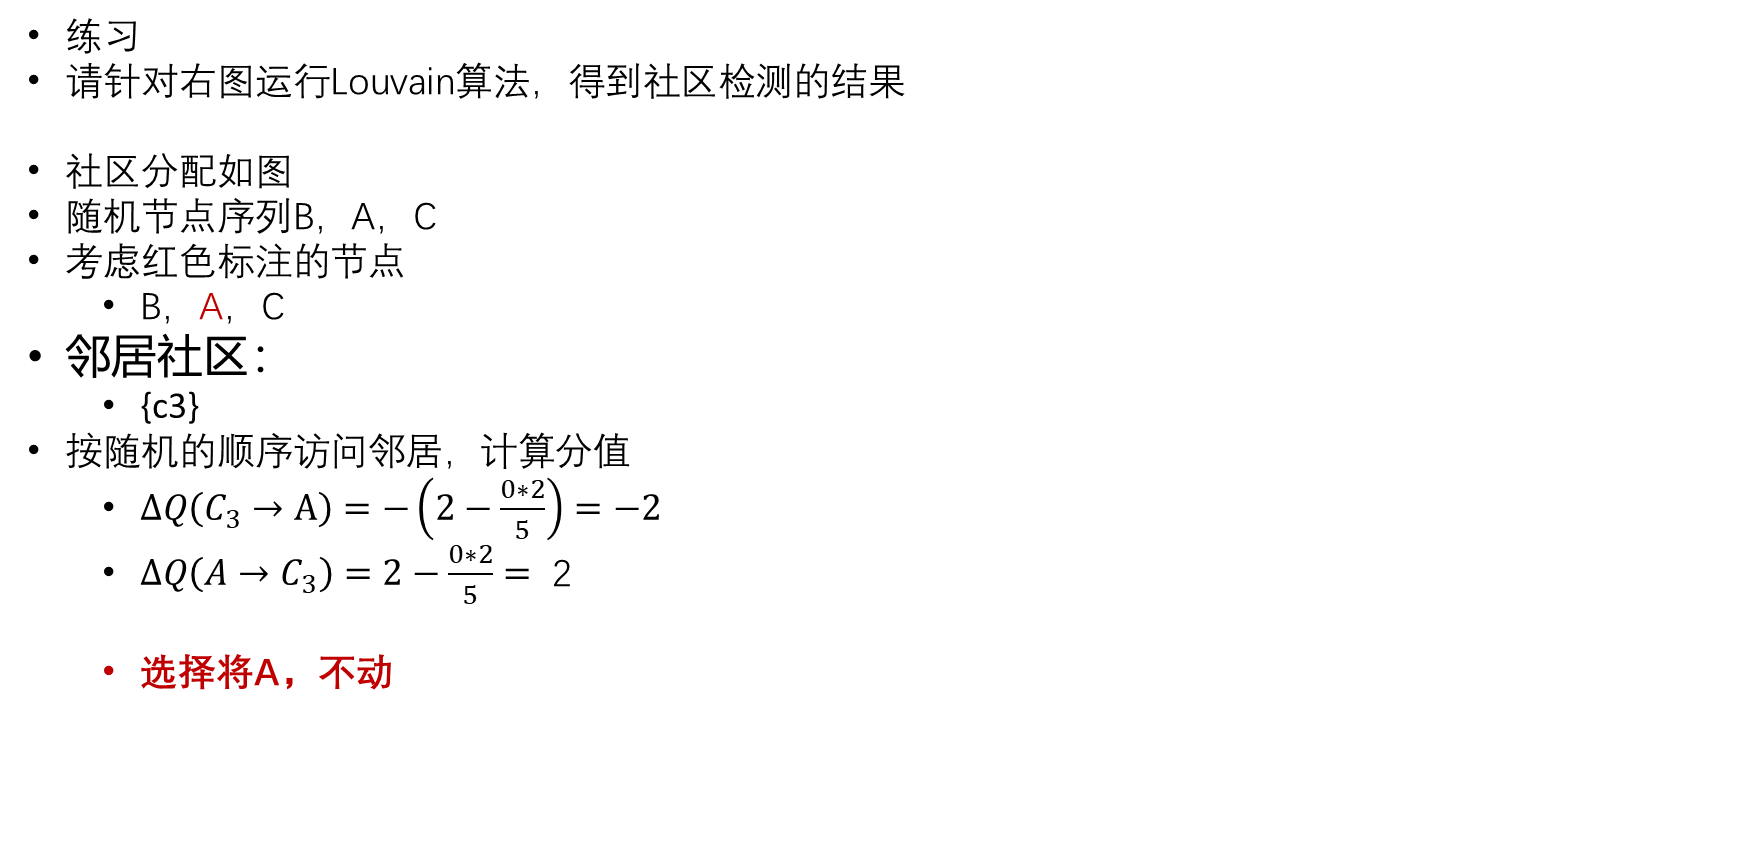 • 练习
• 请针对右图运行Louvain算法，得到社区检测的结果
• 社区分配如图
• 随机节点序列B，A，C
• 考虑红色标注的节点
• B，A，C
• 邻居社区：
• {c3}
• 按随机的顺序访问邻居，计算分值
• ΔQ(C₃ → A) = −(2 − 0*2/5) = −2
• ΔQ(A → C₃) = 2 − 0*2/5 = 2
• 选择将A，不动